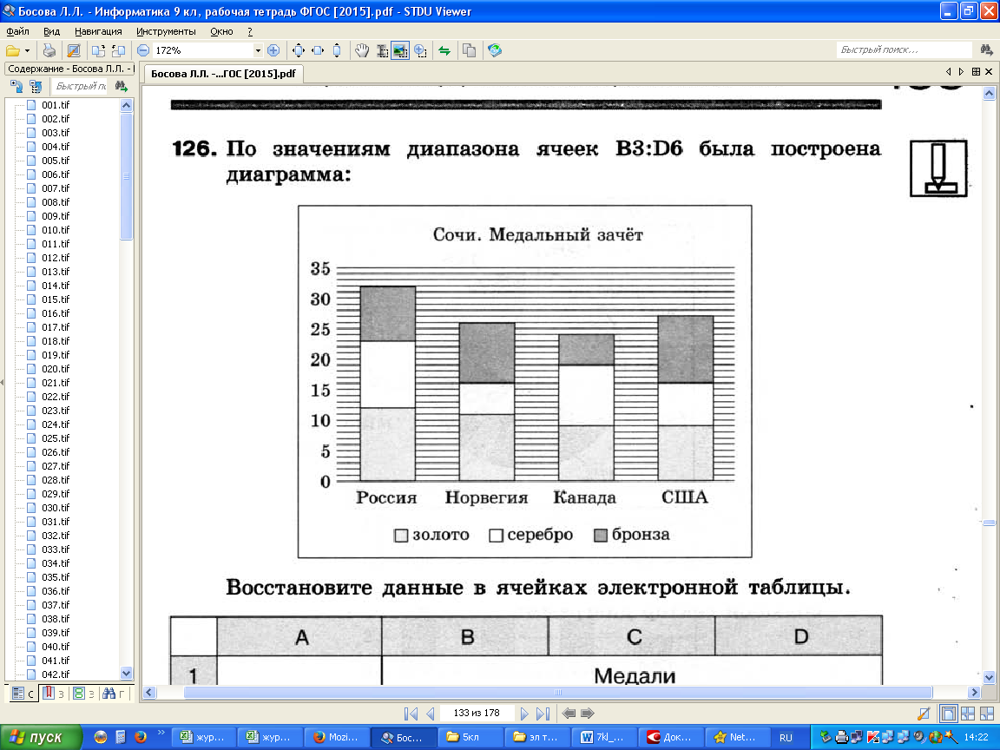 Босова Л.Л. - Информатика 9 кл, рабочая тетрадь ФГОС [2015].pdf - STDU Viewer
Файл Вид Навигация Инструменты Окно ?
172% Быстрый поиск...
Содержание - Босова Л.Л. -
Босова Л.Л. -...ГОС [2015].pdf
Быстрый
001.tif
002.tif
003.tif
004.tif
005.tif
006.tif
007.tif
008.tif
009.tif
010.tif
011.tif
012.tif
013.tif
014.tif
015.tif
016.tif
017.tif
018.tif
019.tif
020.tif
021.tif
022.tif
023.tif
024.tif
025.tif
026.tif
027.tif
028.tif
029.tif
030.tif
031.tif
032.tif
033.tif
034.tif
035.tif
036.tif
037.tif
038.tif
039.tif
040.tif
041.tif
042.tif
С З З Г
126. По значениям диапазона ячеек B3:D6 была построена
диаграмма:
Сочи. Медальный зачёт
35
30
25
20
15
10
5
0
Россия Норвегия Канада США
золото серебро бронза
Восстановите данные в ячейках электронной таблицы.
A B C D
1 Медали
133 из 178
пуск жур... жур... Mozi... Бос... 5кл эл т... 7kl_... Док... Net... RU 14:22